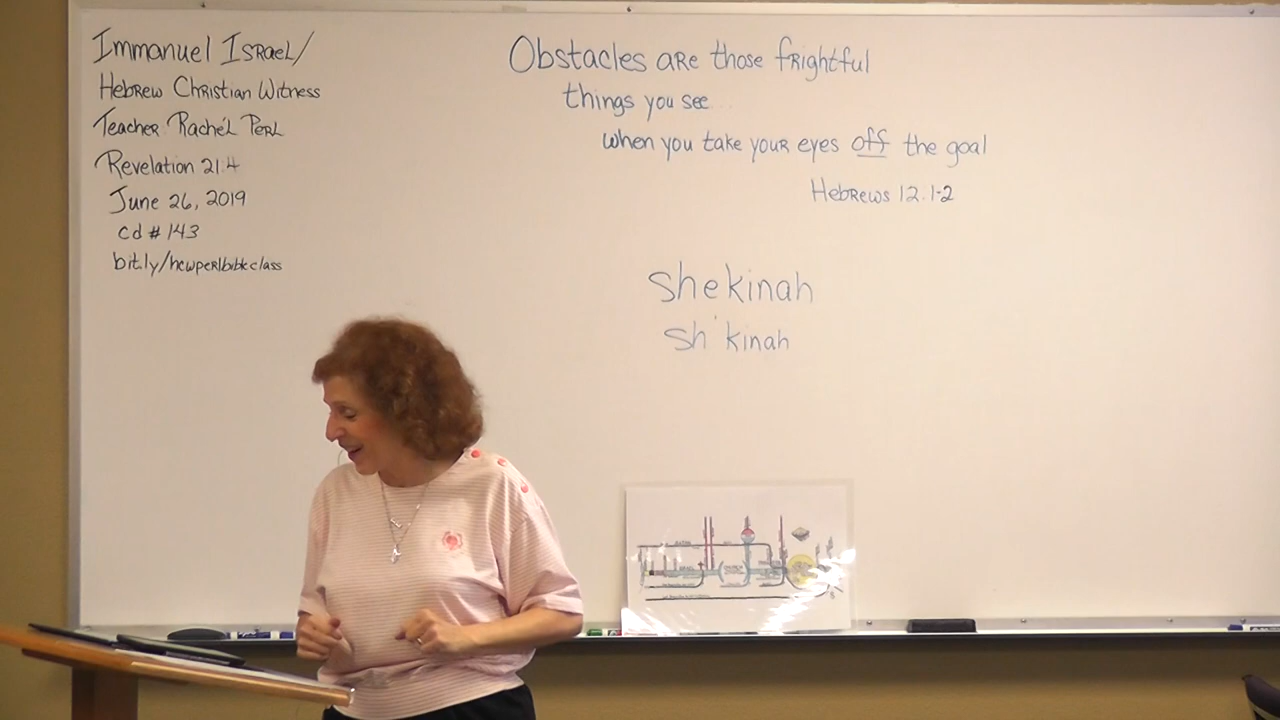 Immanuel Israel/
Hebrew Christian Witness
Teacher: Rache'l Perl
Revelation 21.4
June 26, 2019
cd # 143
bit.ly/hcwperlbibleclass
Obstacles are those frightful
things you see...
when you take your eyes off the goal
Hebrews 12.1-2
shekinah
sh'kinah